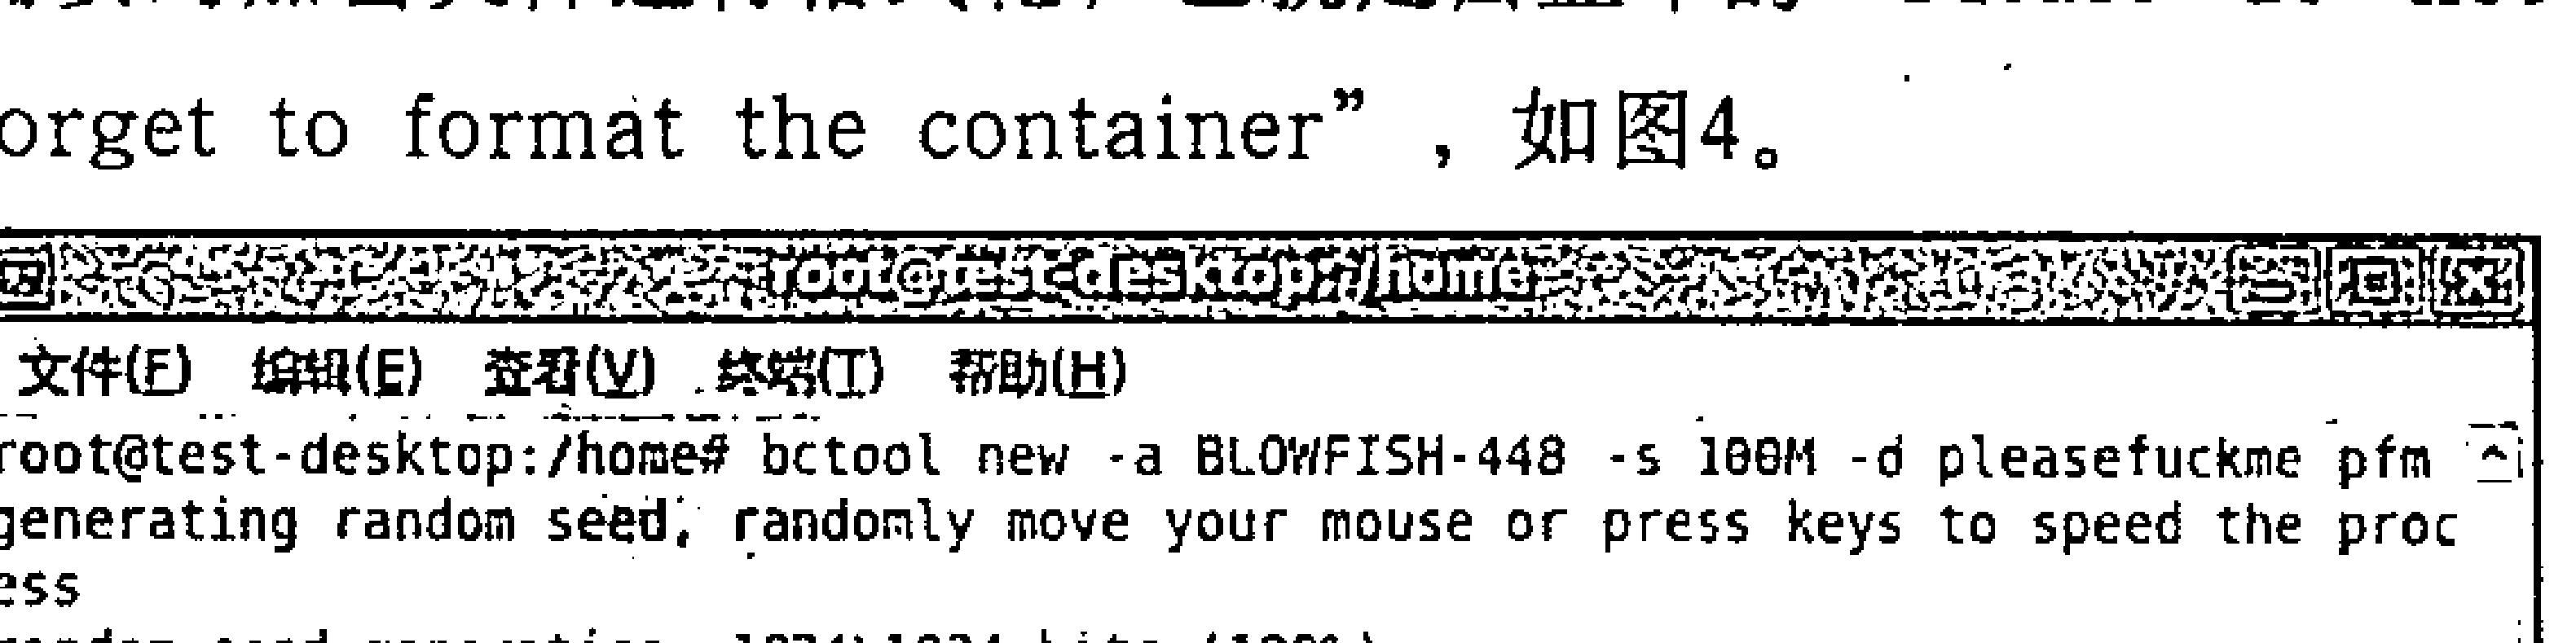 orget to format the container”，如图4。
root@test-desktop:/home
文件(F) 编辑(E) 查看(V) 终端(T) 帮助(H)
root@test-desktop:/home# bctool new -a BLOWFISH-448 -s 100M -d pleasefuckme pfm
generating random seed, randomly move your mouse or press keys to speed the proc
ess